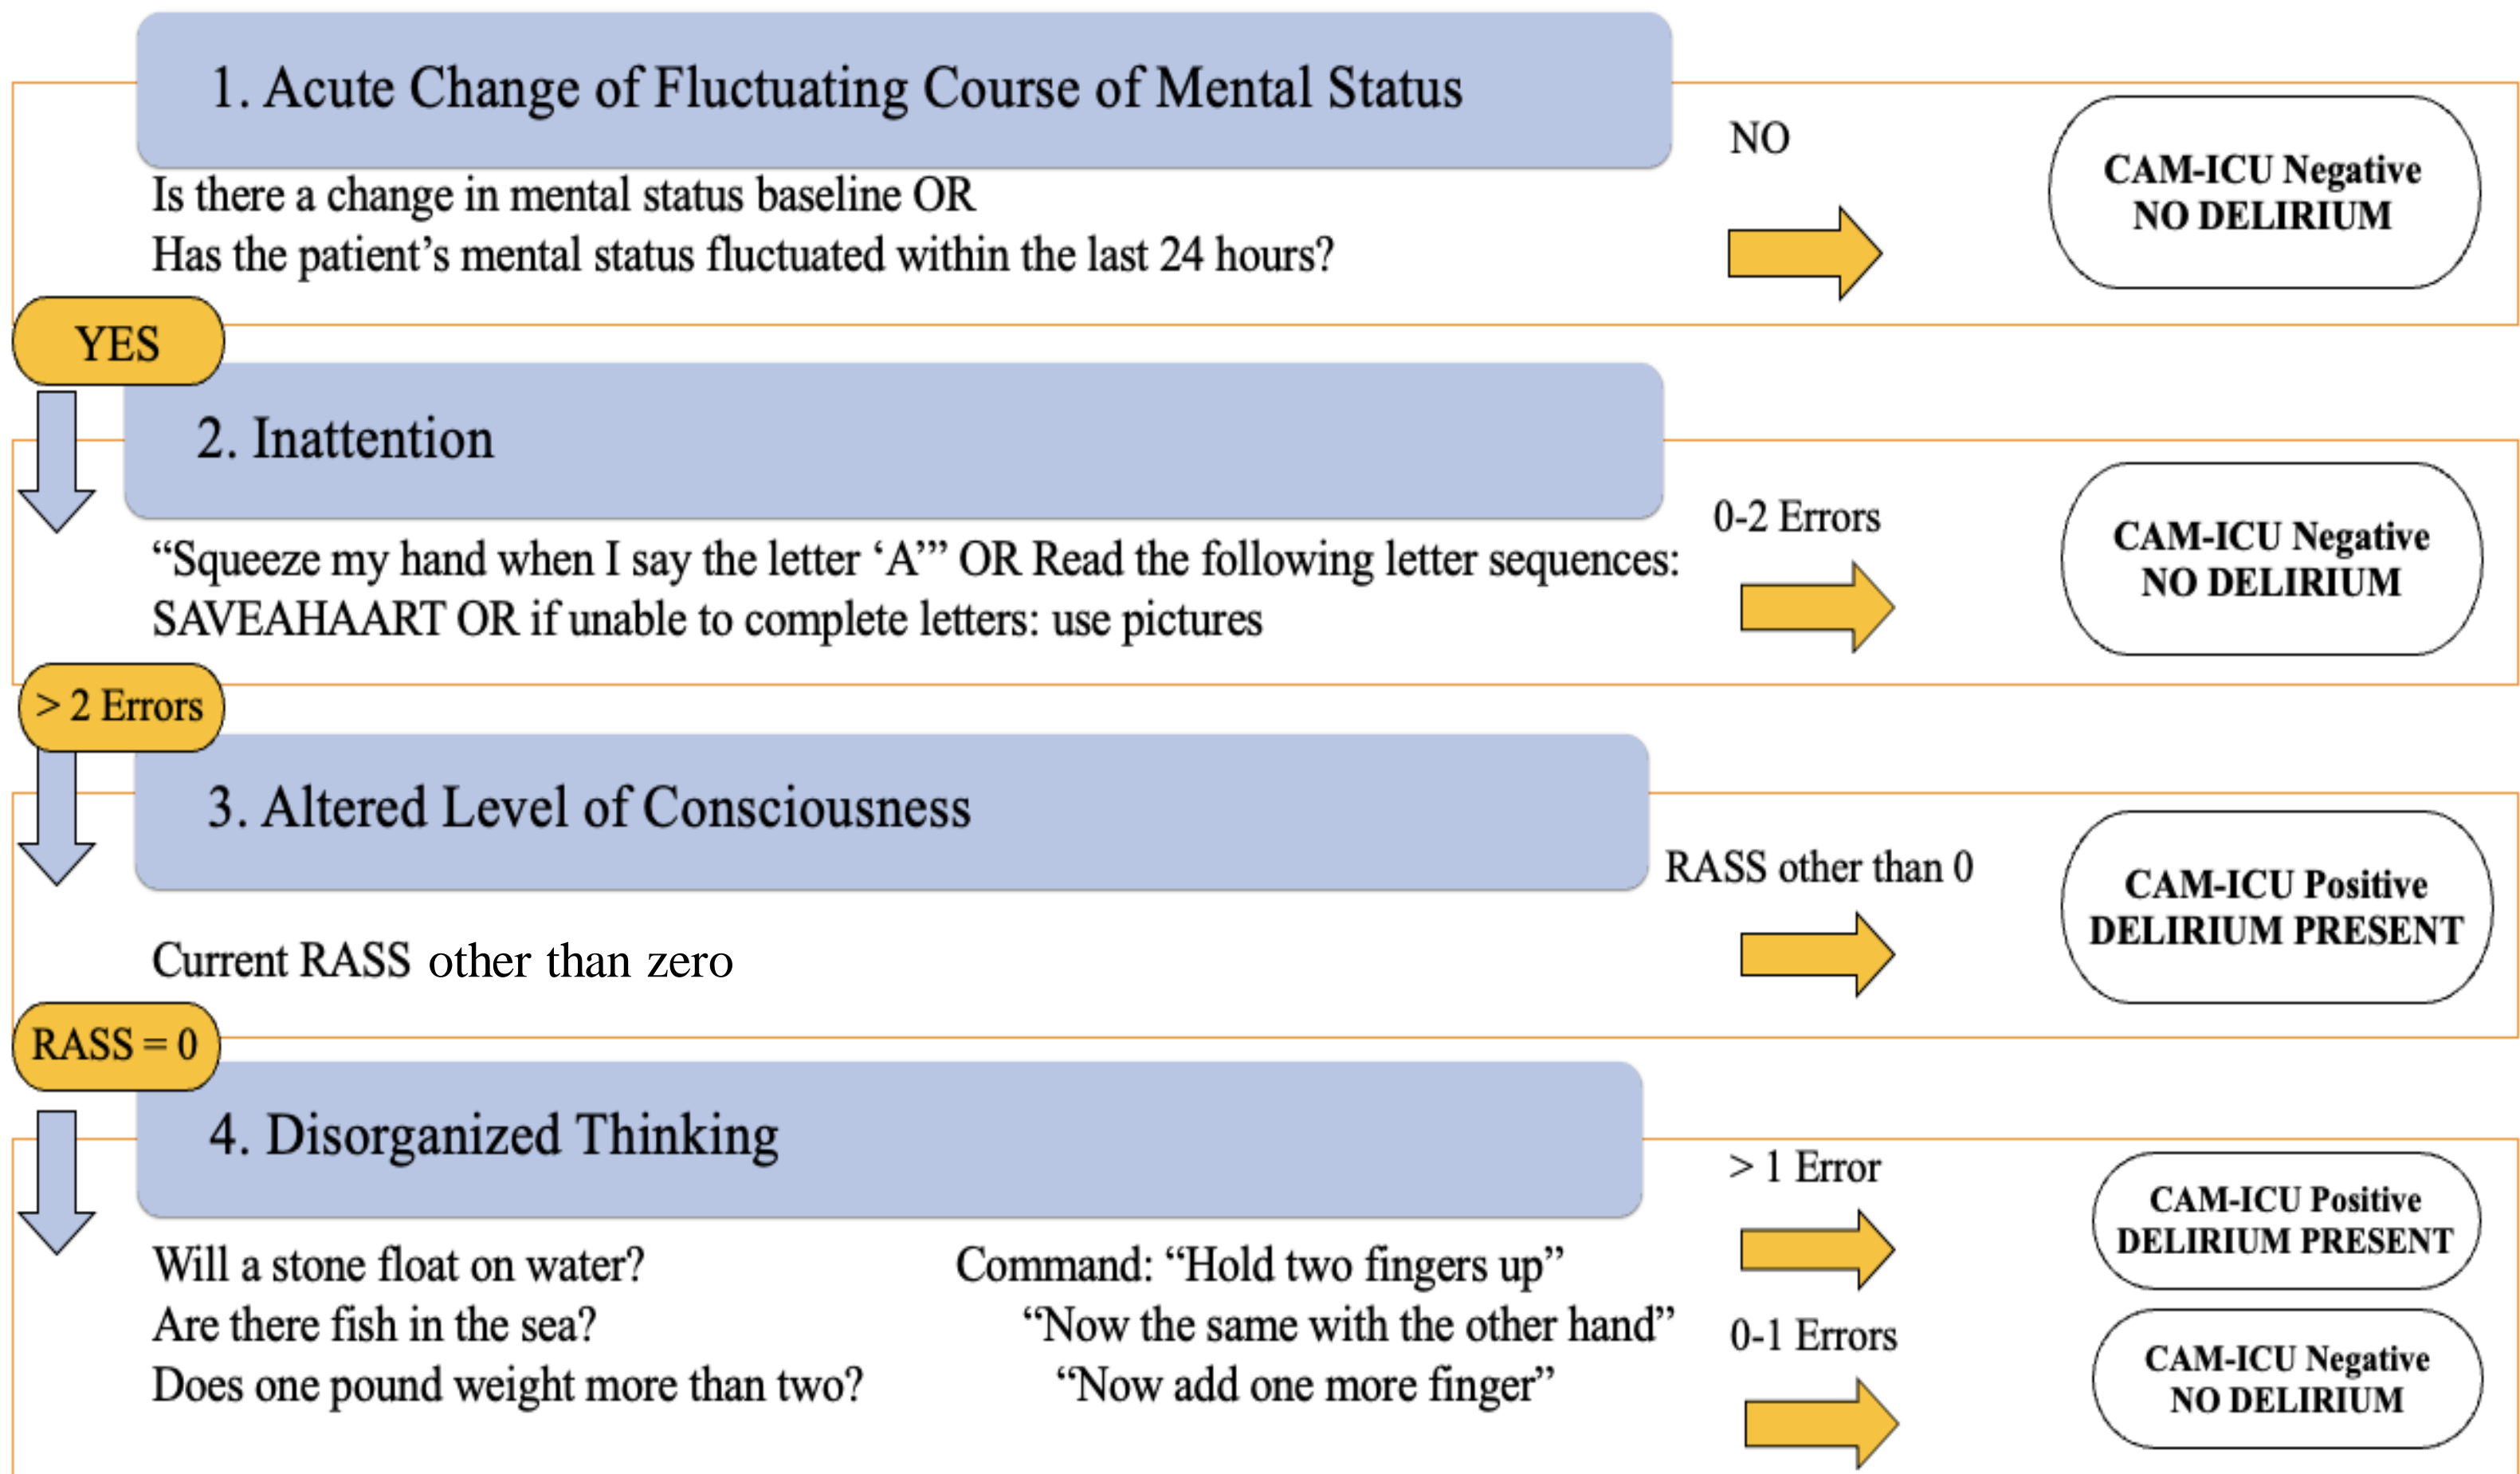 1. Acute Change of Fluctuating Course of Mental Status
Is there a change in mental status baseline OR
Has the patient’s mental status fluctuated within the last 24 hours?
NO
CAM-ICU Negative
NO DELIRIUM
YES
2. Inattention
“Squeeze my hand when I say the letter ‘A’” OR Read the following letter sequences:
SAVEAHAART OR if unable to complete letters: use pictures
0-2 Errors
CAM-ICU Negative
NO DELIRIUM
> 2 Errors
3. Altered Level of Consciousness
Current RASS other than zero
RASS other than 0
CAM-ICU Positive
DELIRIUM PRESENT
RASS = 0
4. Disorganized Thinking
Will a stone float on water?
Are there fish in the sea?
Does one pound weight more than two?
Command: “Hold two fingers up”
“Now the same with the other hand”
“Now add one more finger”
> 1 Error
CAM-ICU Positive
DELIRIUM PRESENT
0-1 Errors
CAM-ICU Negative
NO DELIRIUM